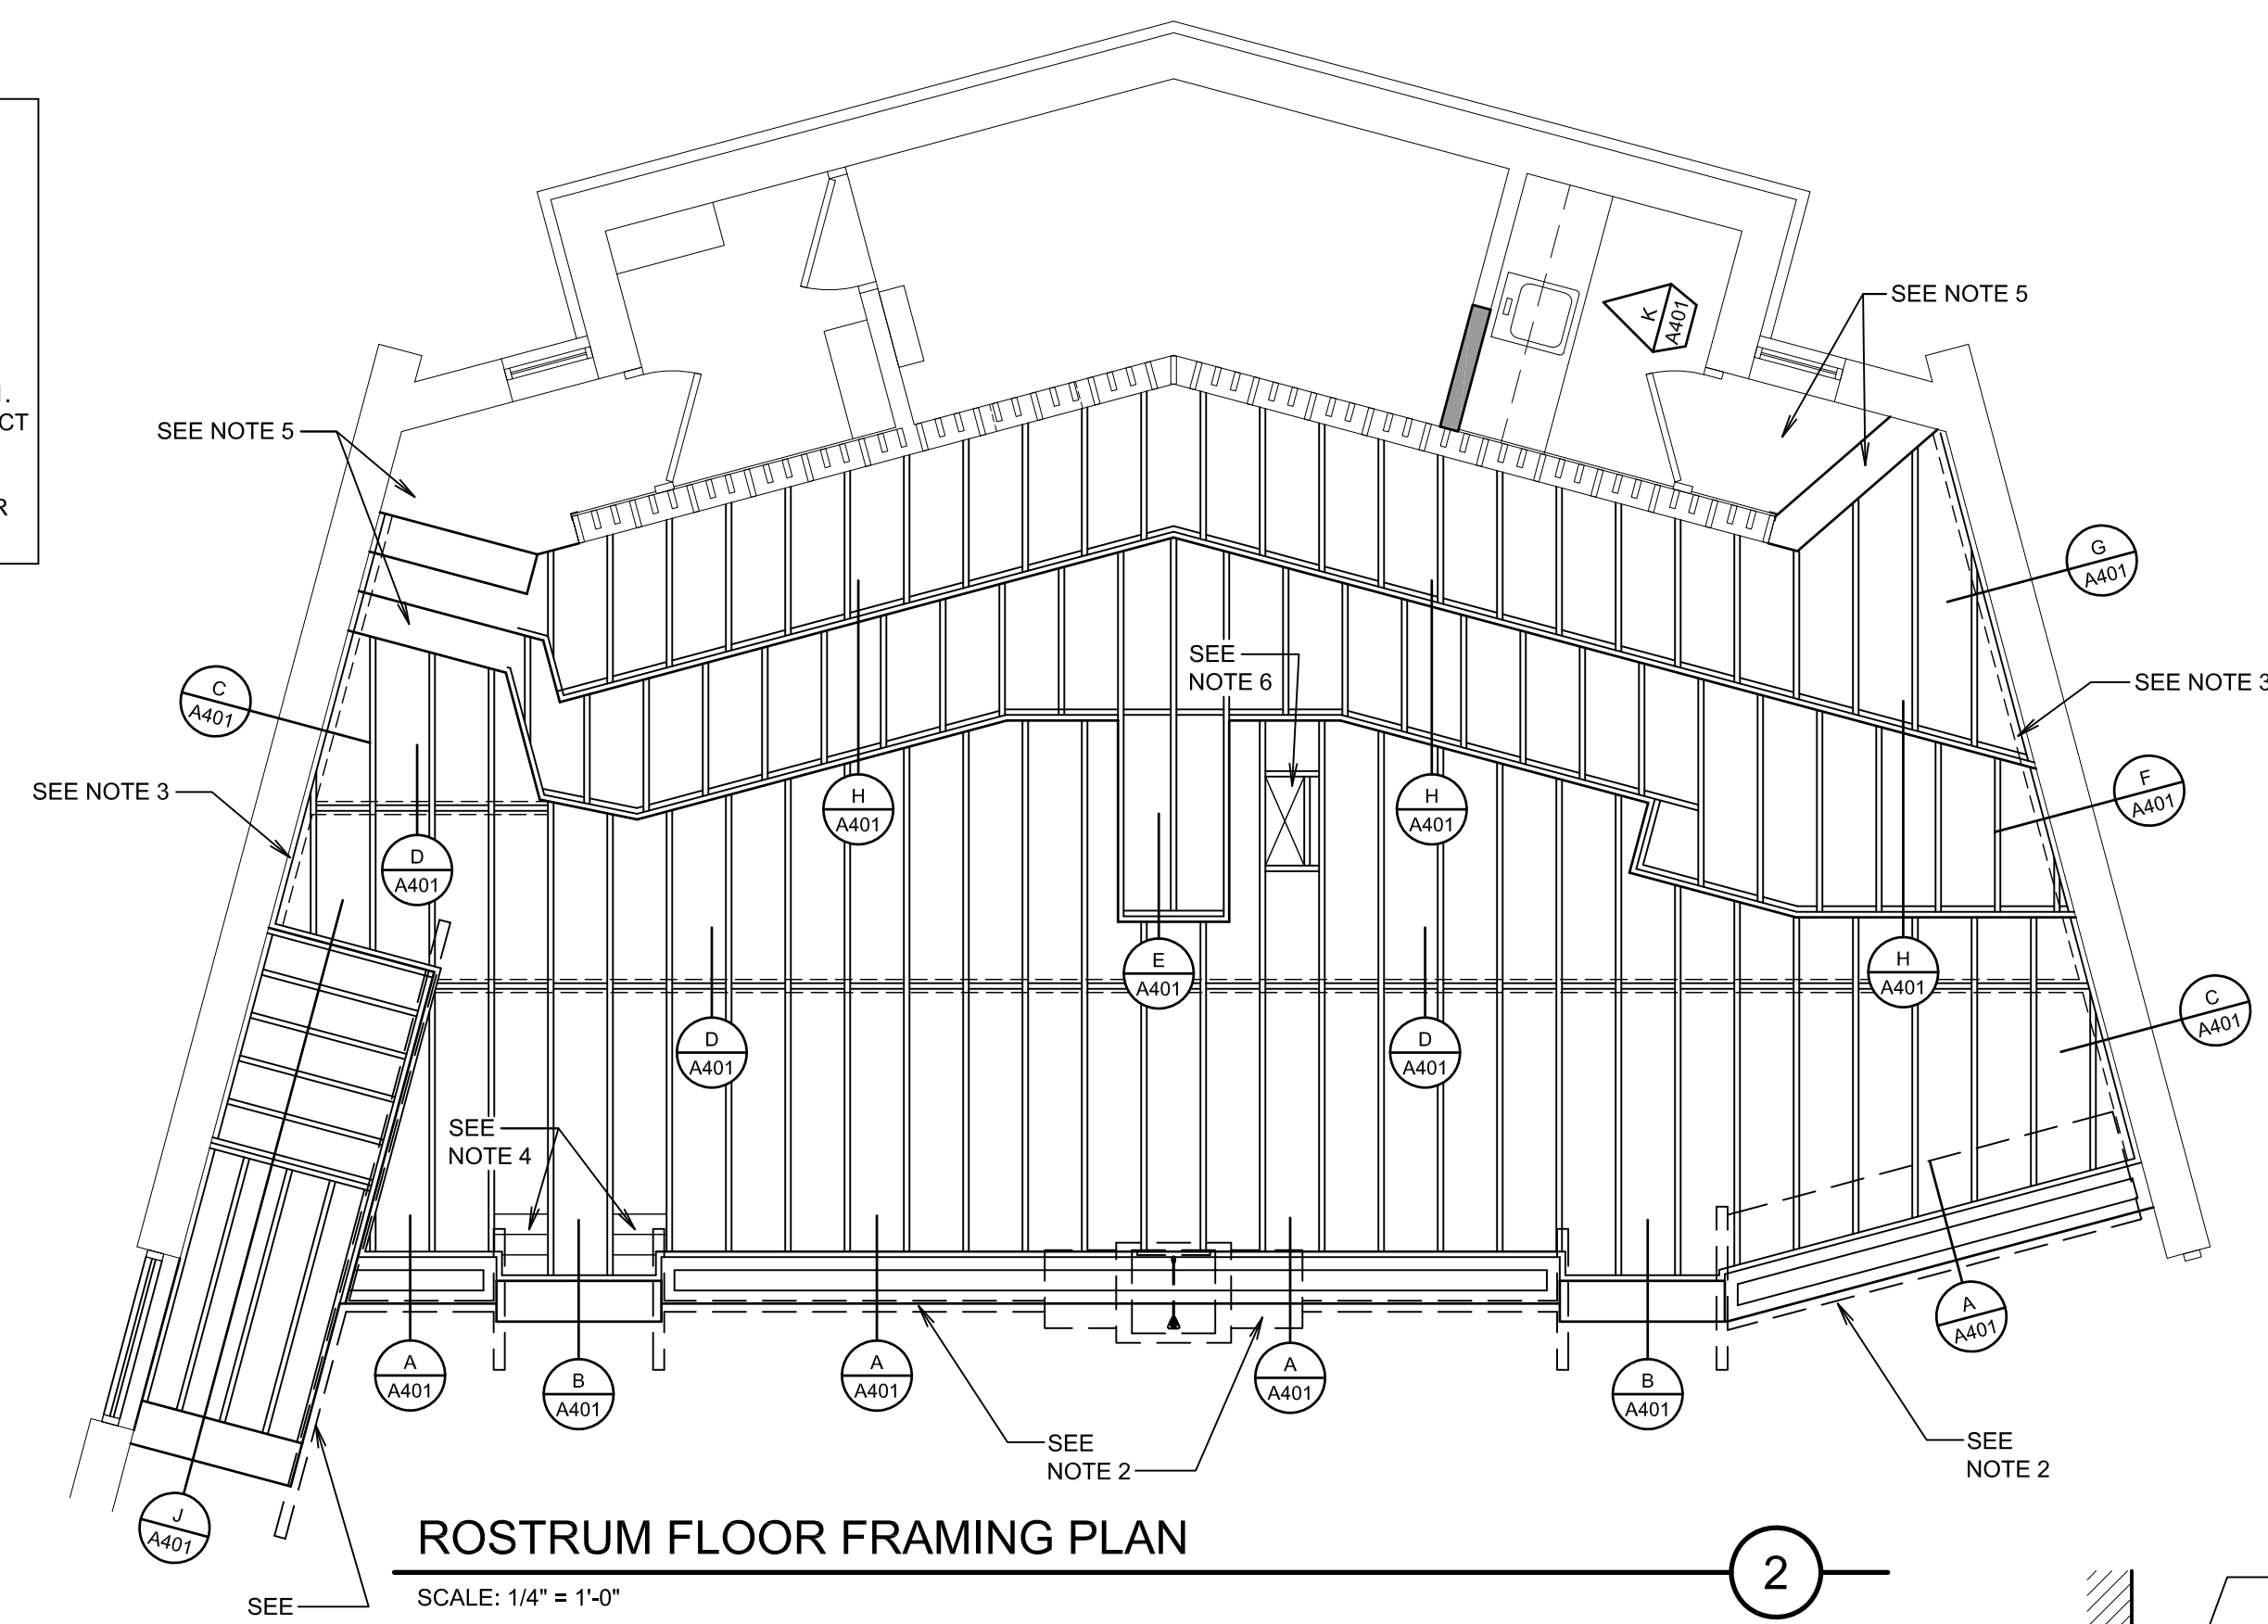 .
CT
R
SEE NOTE 5
K
A401
SEE NOTE 5
G
A401
SEE
NOTE 6
C
A401
SEE NOTE 3
SEE NOTE 3
F
A401
H
A401
H
A401
D
A401
E
A401
H
A401
C
A401
D
A401
D
A401
SEE
NOTE 4
A
A401
A
A401
B
A401
A
A401
A
A401
B
A401
SEE
NOTE 2
SEE
NOTE 2
J
A401
ROSTRUM FLOOR FRAMING PLAN
2
SCALE: 1/4" = 1'-0"
SEE